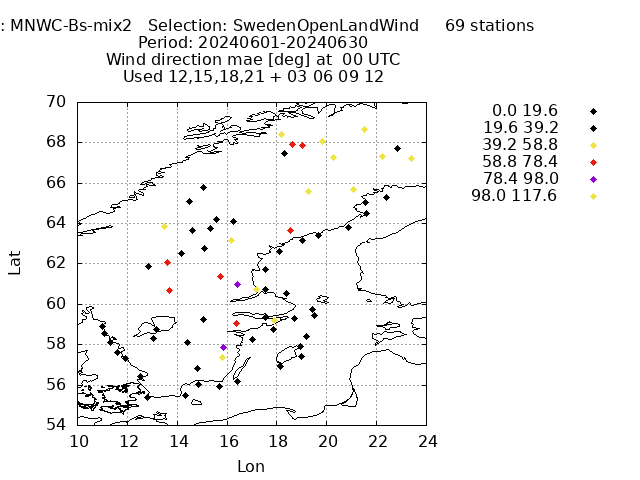 : MNWC-Bs-mix2 Selection: SwedenOpenLandWind 69 stations
Period: 20240601-20240630
Wind direction mae [deg] at 00 UTC
Used 12,15,18,21 + 03 06 09 12
0.0 19.6
19.6 39.2
39.2 58.8
58.8 78.4
78.4 98.0
98.0 117.6
70
68
66
64
62
60
58
56
54
Lat
10 12 14 16 18 20 22 24
Lon